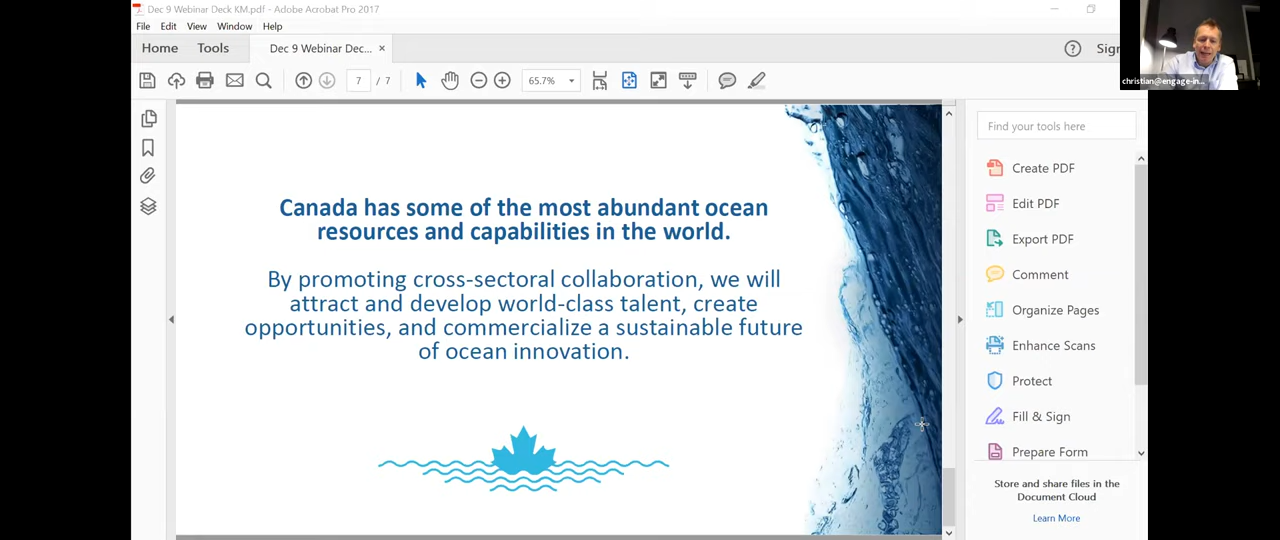 Dec 9 Webinar Deck KM.pdf - Adobe Acrobat Pro 2017
File Edit View Window Help
Home Tools Dec 9 Webinar Dec... × Sign
7 / 7 65.7%
Canada has some of the most abundant ocean
resources and capabilities in the world.
By promoting cross-sectoral collaboration, we will
attract and develop world-class talent, create
opportunities, and commercialize a sustainable future
of ocean innovation.
Find your tools here
Create PDF
Edit PDF
Export PDF
Comment
Organize Pages
Enhance Scans
Protect
Fill & Sign
Prepare Form
Store and share files in the
Document Cloud
Learn More
christian@engage-in...